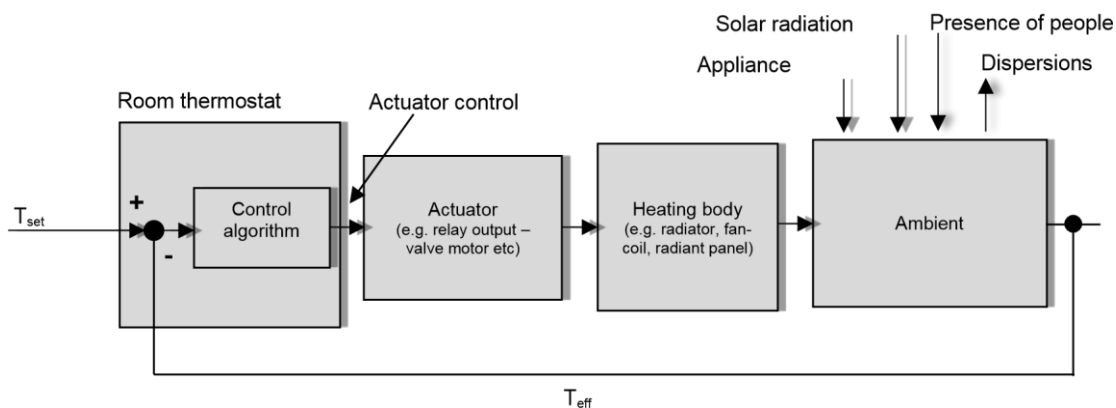 Solar radiation
Presence of people
Appliance
Dispersions
Room thermostat
Actuator control
+
T_set
-
Control
algorithm
Actuator
(e.g. relay output –
valve motor etc)
Heating body
(e.g. radiator, fan-
coil, radiant panel)
Ambient
T_eff